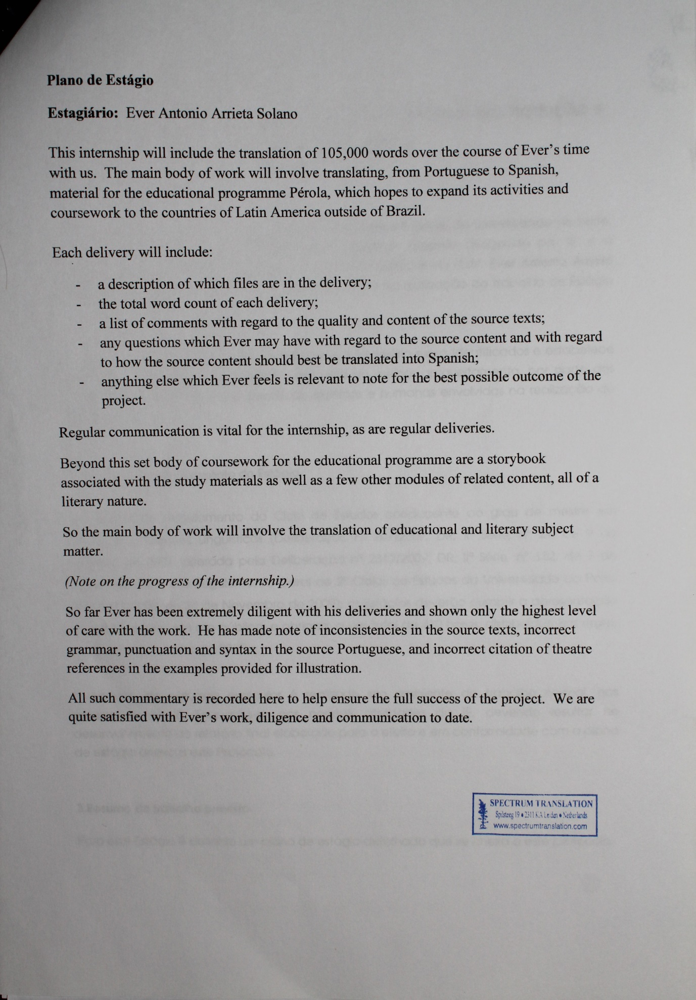 Plano de Estágio
Estagiário: Ever Antonio Arrieta Solano
This internship will include the translation of 105,000 words over the course of Ever's time
with us. The main body of work will involve translating, from Portuguese to Spanish,
material for the educational programme Pérola, which hopes to expand its activities and
coursework to the countries of Latin America outside of Brazil.
Each delivery will include:
- a description of which files are in the delivery;
- the total word count of each delivery;
- a list of comments with regard to the quality and content of the source texts;
- any questions which Ever may have with regard to the source content and with regard
to how the source content should best be translated into Spanish;
- anything else which Ever feels is relevant to note for the best possible outcome of the
project.
Regular communication is vital for the internship, as are regular deliveries.
Beyond this set body of coursework for the educational programme are a storybook
associated with the study materials as well as a few other modules of related content, all of a
literary nature.
So the main body of work will involve the translation of educational and literary subject
matter.
(Note on the progress of the internship.)
So far Ever has been extremely diligent with his deliveries and shown only the highest level
of care with the work. He has made note of inconsistencies in the source texts, incorrect
grammar, punctuation and syntax in the source Portuguese, and incorrect citation of theatre
references in the examples provided for illustration.
All such commentary is recorded here to help ensure the full success of the project. We are
quite satisfied with Ever's work, diligence and communication to date.
SPECTRUM TRANSLATION
Spilsteeg 19 • 2311 KA Leiden • Netherlands
www.spectrumtranslation.com